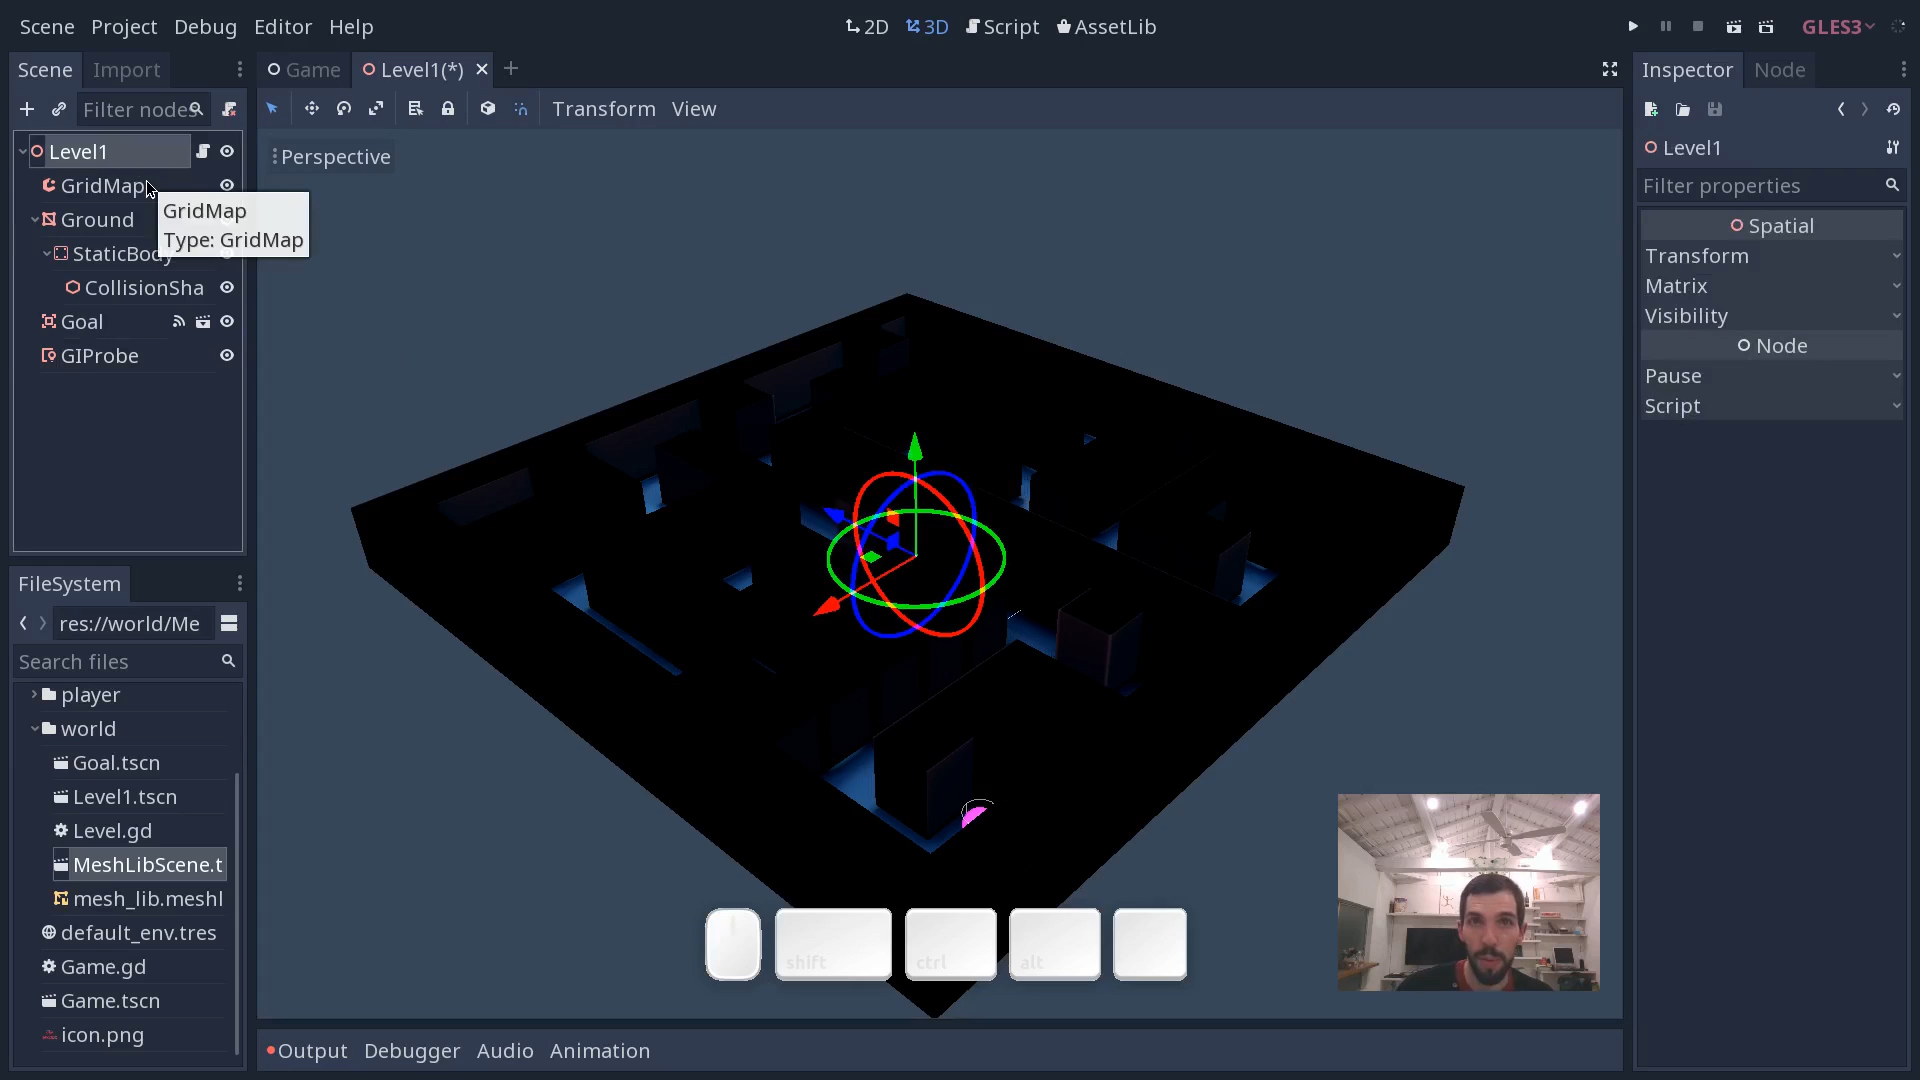 Scene Project Debug Editor Help
2D 3D Script AssetLib
GLES3
Scene Import
Game Level1(*)
Inspector Node
Filter nodes
Transform View
Level1
GridMap
Ground
StaticBody
CollisionSha
Goal
GIProbe
GridMap
Type: GridMap
Perspective
Level1
Filter properties
Spatial
Transform
Matrix
Visibility
Node
Pause
Script
FileSystem
res://world/Me
Search files
player
world
Goal.tscn
Level1.tscn
Level.gd
MeshLibScene.t
mesh_lib.meshl
default_env.tres
Game.gd
Game.tscn
icon.png
shift ctrl alt
Output Debugger Audio Animation